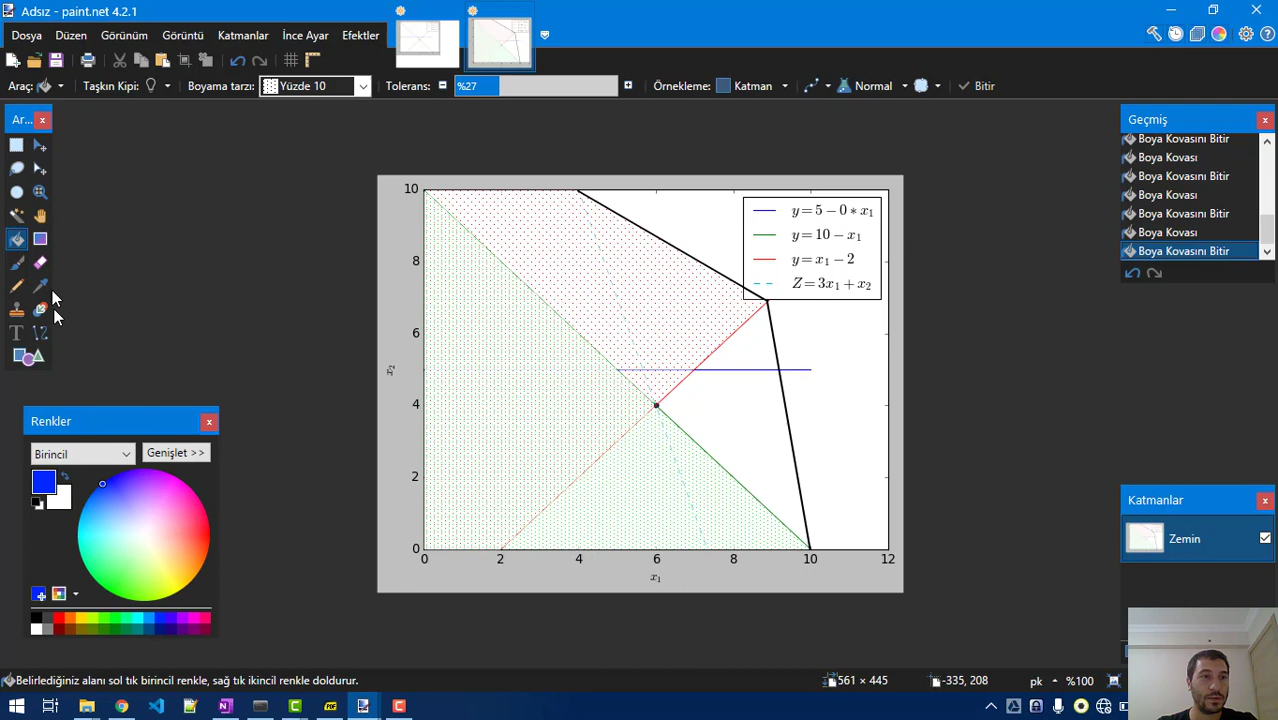 Adsız - paint.net 4.2.1
Dosya Düzen Görünüm Görüntü Katmanlar İnce Ayar Efektler
Araç: Taşkın Kipi: Boyama tarzı: Yüzde 10 Tolerans: %27 Örnekleme: Katman Normal Bitir
Ar...
Geçmiş
Boya Kovasını Bitir
Boya Kovası
Boya Kovasını Bitir
Boya Kovası
Boya Kovasını Bitir
Boya Kovası
Boya Kovasını Bitir
10
8
6
4
2
0
x₂
y = 5 − 0 * x₁
y = 10 − x₁
y = x₁ − 2
Z = 3x₁ + x₂
0 2 4 6 8 10 12
x₁
Renkler
Birincil
Genişlet >>
Katmanlar
Zemin
Belirlediğiniz alanı sol tık birincil renkle, sağ tık ikincil renkle doldurur.
561 × 445
-335, 208
pk
%100